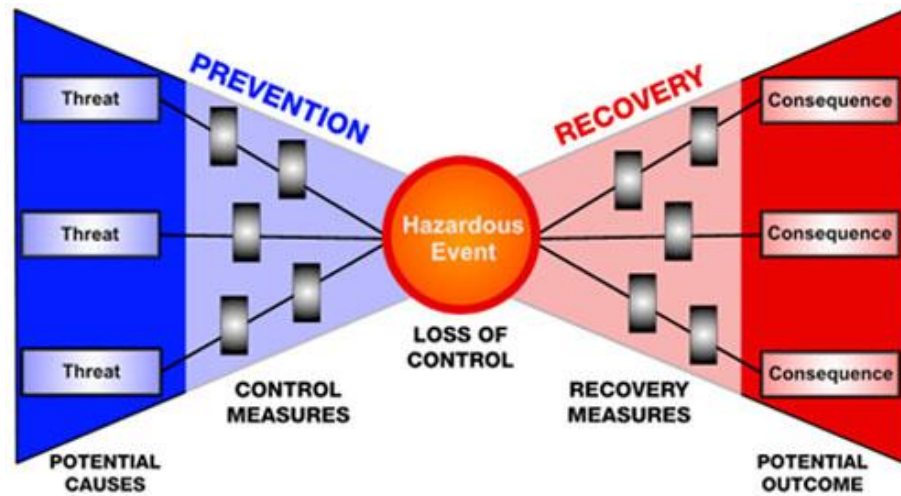 PREVENTION
RECOVERY
Threat
Threat
Threat
Hazardous
Event
Consequence
Consequence
Consequence
LOSS OF
CONTROL
CONTROL
MEASURES
RECOVERY
MEASURES
POTENTIAL
CAUSES
POTENTIAL
OUTCOME